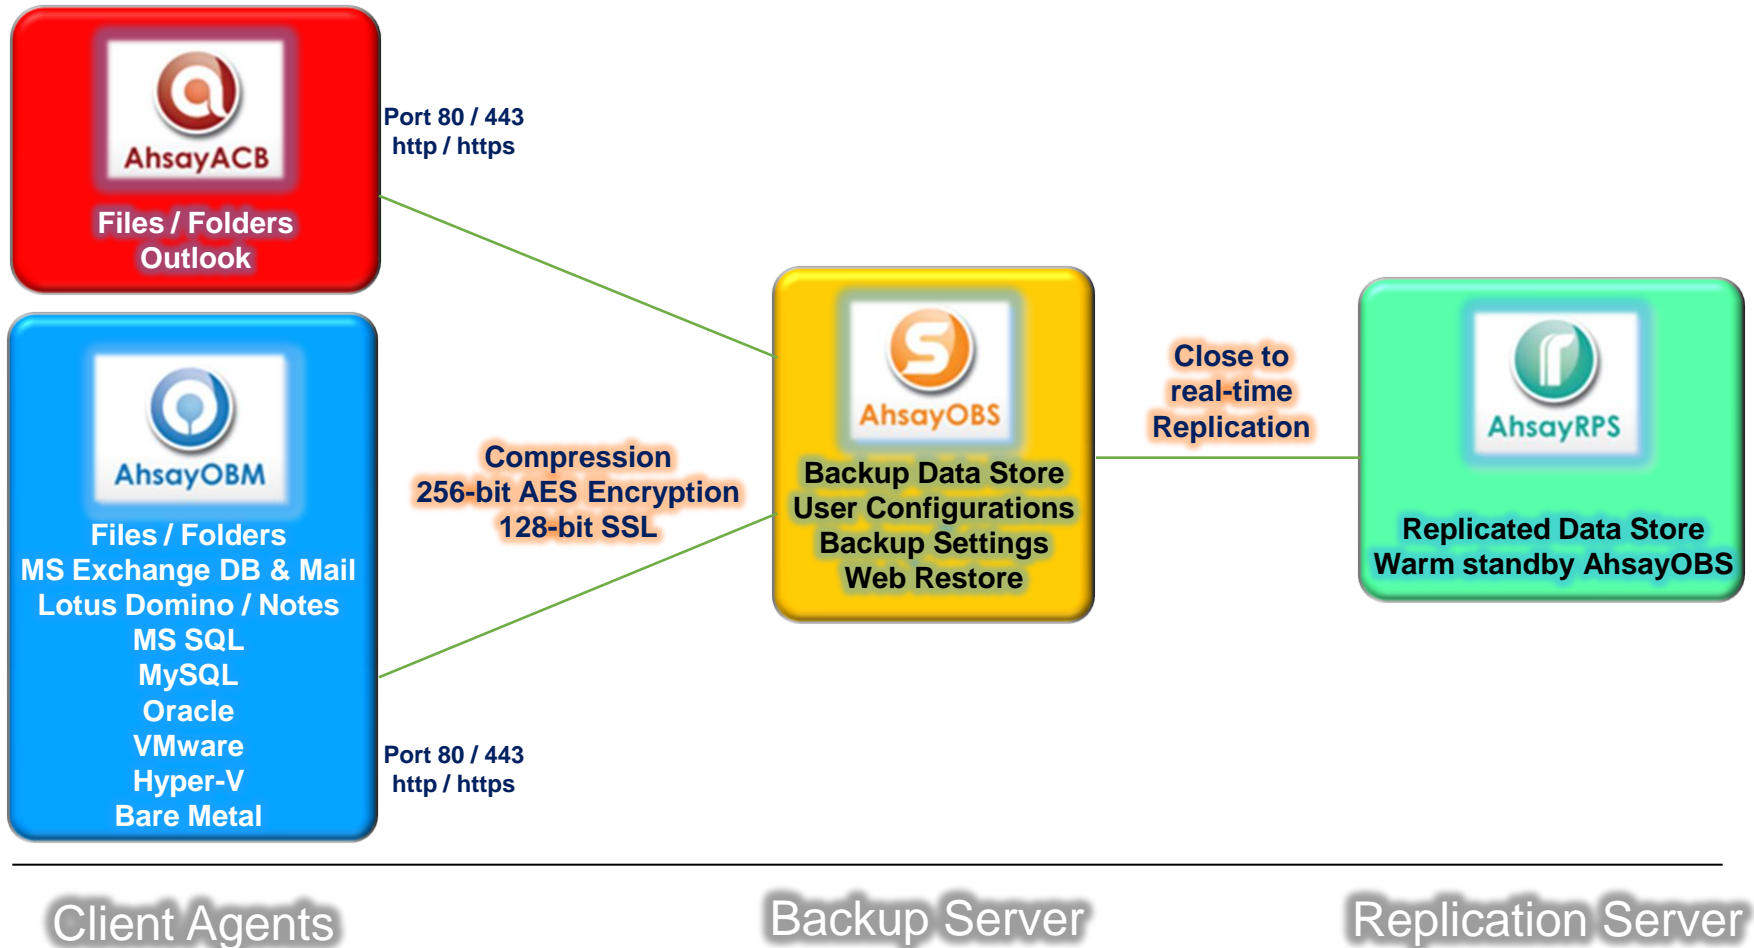 AhsayACB
Files / Folders
Outlook
Port 80 / 443
http / https
AhsayOBM
Files / Folders
MS Exchange DB & Mail
Lotus Domino / Notes
MS SQL
MySQL
Oracle
VMware
Hyper-V
Bare Metal
Port 80 / 443
http / https
Compression
256-bit AES Encryption
128-bit SSL
AhsayOBS
Backup Data Store
User Configurations
Backup Settings
Web Restore
Close to
real-time
Replication
AhsayRPS
Replicated Data Store
Warm standby AhsayOBS
Client Agents
Backup Server
Replication Server